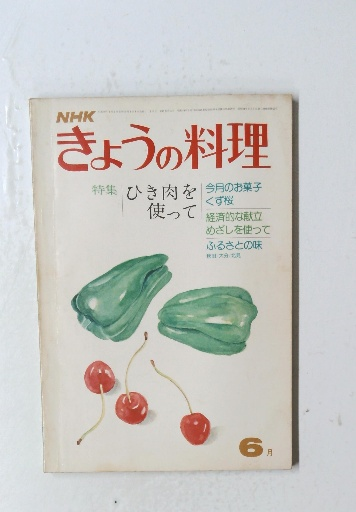 NHK
きょうの料理
特集
ひき肉を
使って
今月のお菓子
くず桜
経済的な献立
めざしを使って
ふるさとの味
6月